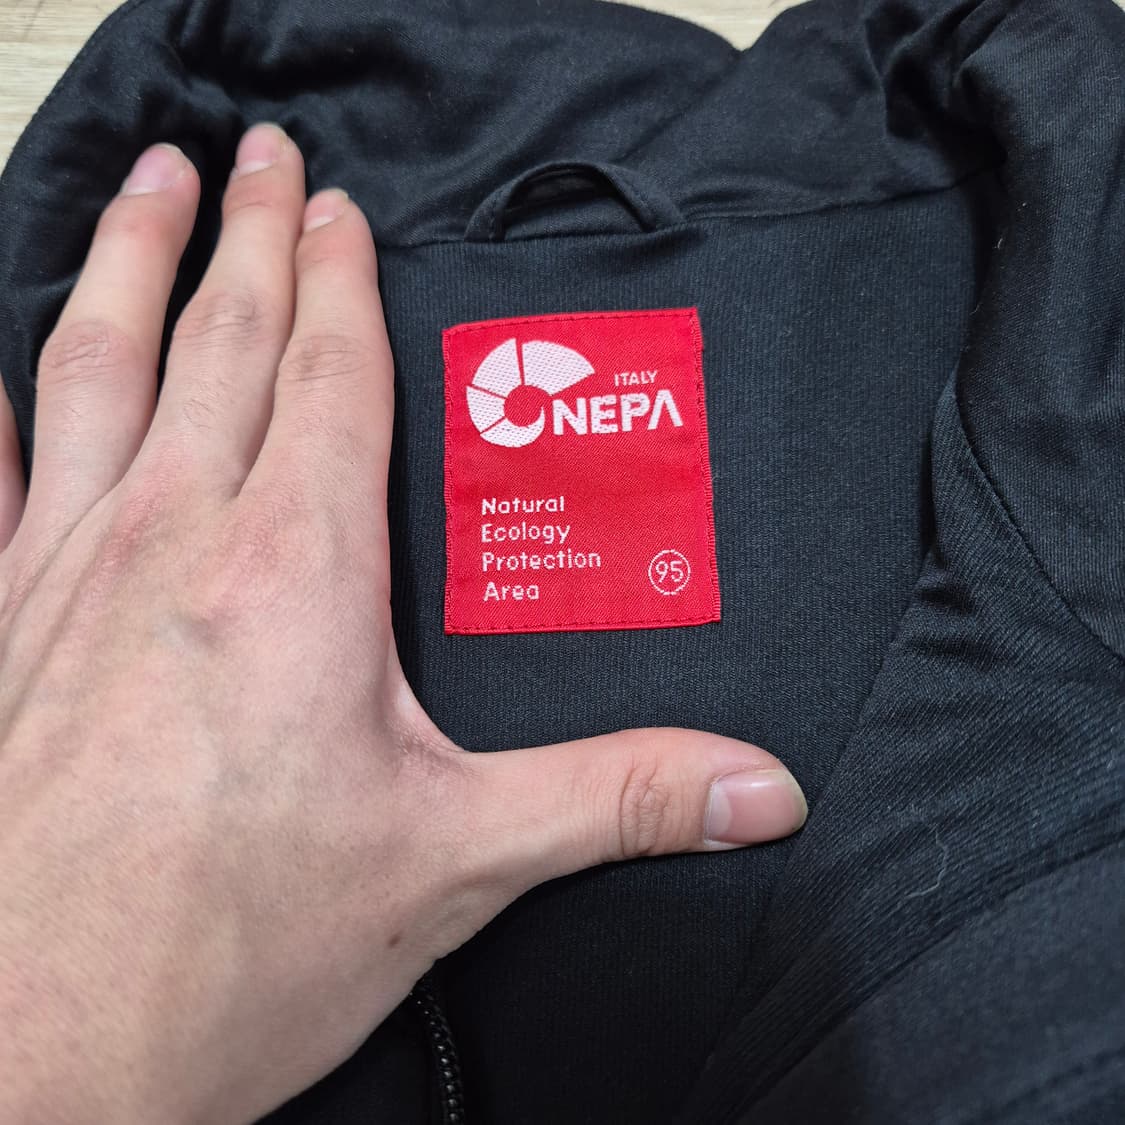 ITALY
NEPA
Natural
Ecology
Protection
Area
95